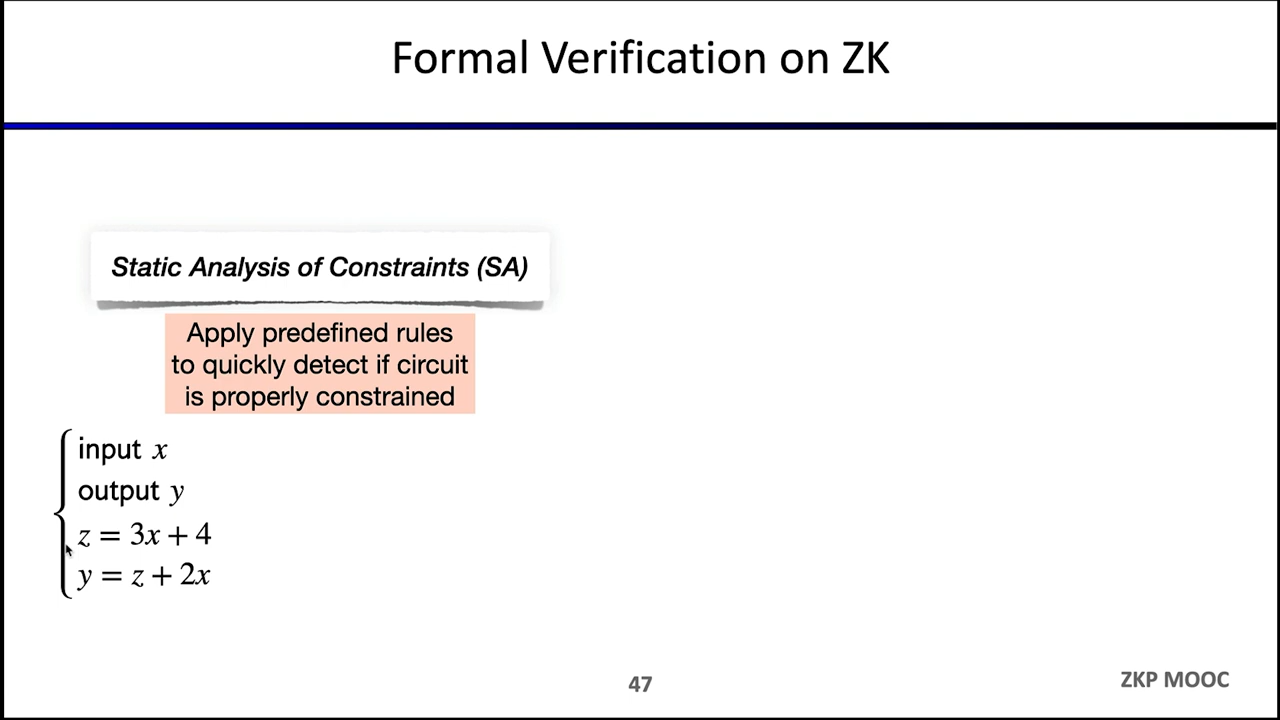 Formal Verification on ZK
Static Analysis of Constraints (SA)
Apply predefined rules
to quickly detect if circuit
is properly constrained
input x
output y
z = 3x + 4
y = z + 2x
47
ZKP MOOC